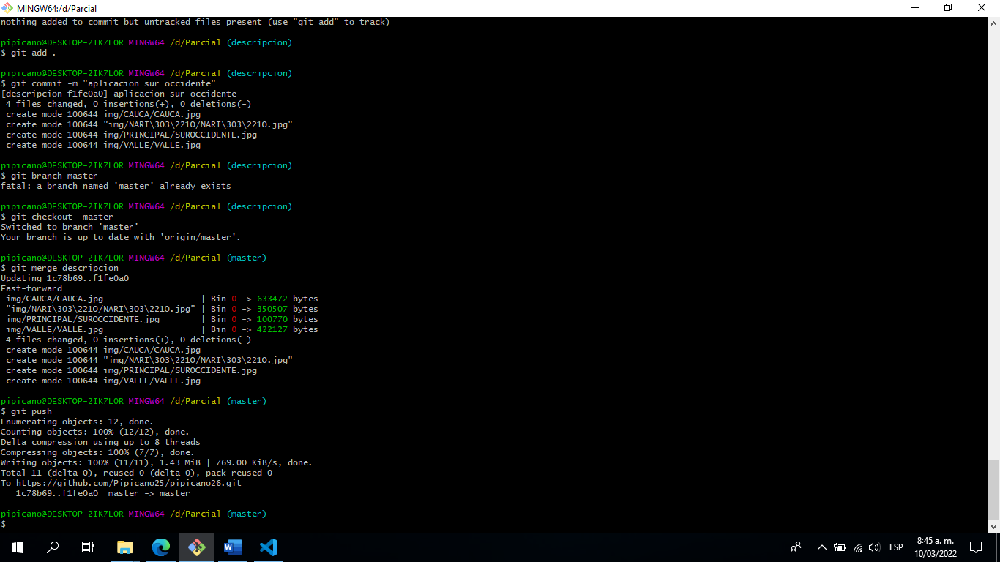 MINGW64:/d/Parcial
nothing added to commit but untracked files present (use "git add" to track)
pipicano@DESKTOP-2IK7LOR MINGW64 /d/Parcial (descripcion)
$ git add .
pipicano@DESKTOP-2IK7LOR MINGW64 /d/Parcial (descripcion)
$ git commit -m "aplicacion sur occidente"
[descripcion f1fe0a0] aplicacion sur occidente
4 files changed, 0 insertions(+), 0 deletions(-)
create mode 100644 img/CAUCA/CAUCA.jpg
create mode 100644 "img/NARI\303\221O/NARI\303\221O.jpg"
create mode 100644 img/PRINCIPAL/SUROCCIDENTE.jpg
create mode 100644 img/VALLE/VALLE.jpg
pipicano@DESKTOP-2IK7LOR MINGW64 /d/Parcial (descripcion)
$ git branch master
fatal: a branch named 'master' already exists
pipicano@DESKTOP-2IK7LOR MINGW64 /d/Parcial (descripcion)
$ git checkout  master
Switched to branch 'master'
Your branch is up to date with 'origin/master'.
pipicano@DESKTOP-2IK7LOR MINGW64 /d/Parcial (master)
$ git merge descripcion
Updating 1c78b69..f1fe0a0
Fast-forward
img/CAUCA/CAUCA.jpg                   | Bin 0 -> 633472 bytes
"img/NARI\303\221O/NARI\303\221O.jpg" | Bin 0 -> 350507 bytes
img/PRINCIPAL/SUROCCIDENTE.jpg        | Bin 0 -> 100770 bytes
img/VALLE/VALLE.jpg                   | Bin 0 -> 422127 bytes
4 files changed, 0 insertions(+), 0 deletions(-)
create mode 100644 img/CAUCA/CAUCA.jpg
create mode 100644 "img/NARI\303\221O/NARI\303\221O.jpg"
create mode 100644 img/PRINCIPAL/SUROCCIDENTE.jpg
create mode 100644 img/VALLE/VALLE.jpg
pipicano@DESKTOP-2IK7LOR MINGW64 /d/Parcial (master)
$ git push
Enumerating objects: 12, done.
Counting objects: 100% (12/12), done.
Delta compression using up to 8 threads
Compressing objects: 100% (7/7), done.
Writing objects: 100% (11/11), 1.43 MiB | 769.00 KiB/s, done.
Total 11 (delta 0), reused 0 (delta 0), pack-reused 0
To https://github.com/Pipicano25/pipicano26.git
1c78b69..f1fe0a0  master -> master
pipicano@DESKTOP-2IK7LOR MINGW64 /d/Parcial (master)
$
ESP
8:45 a. m.
10/03/2022